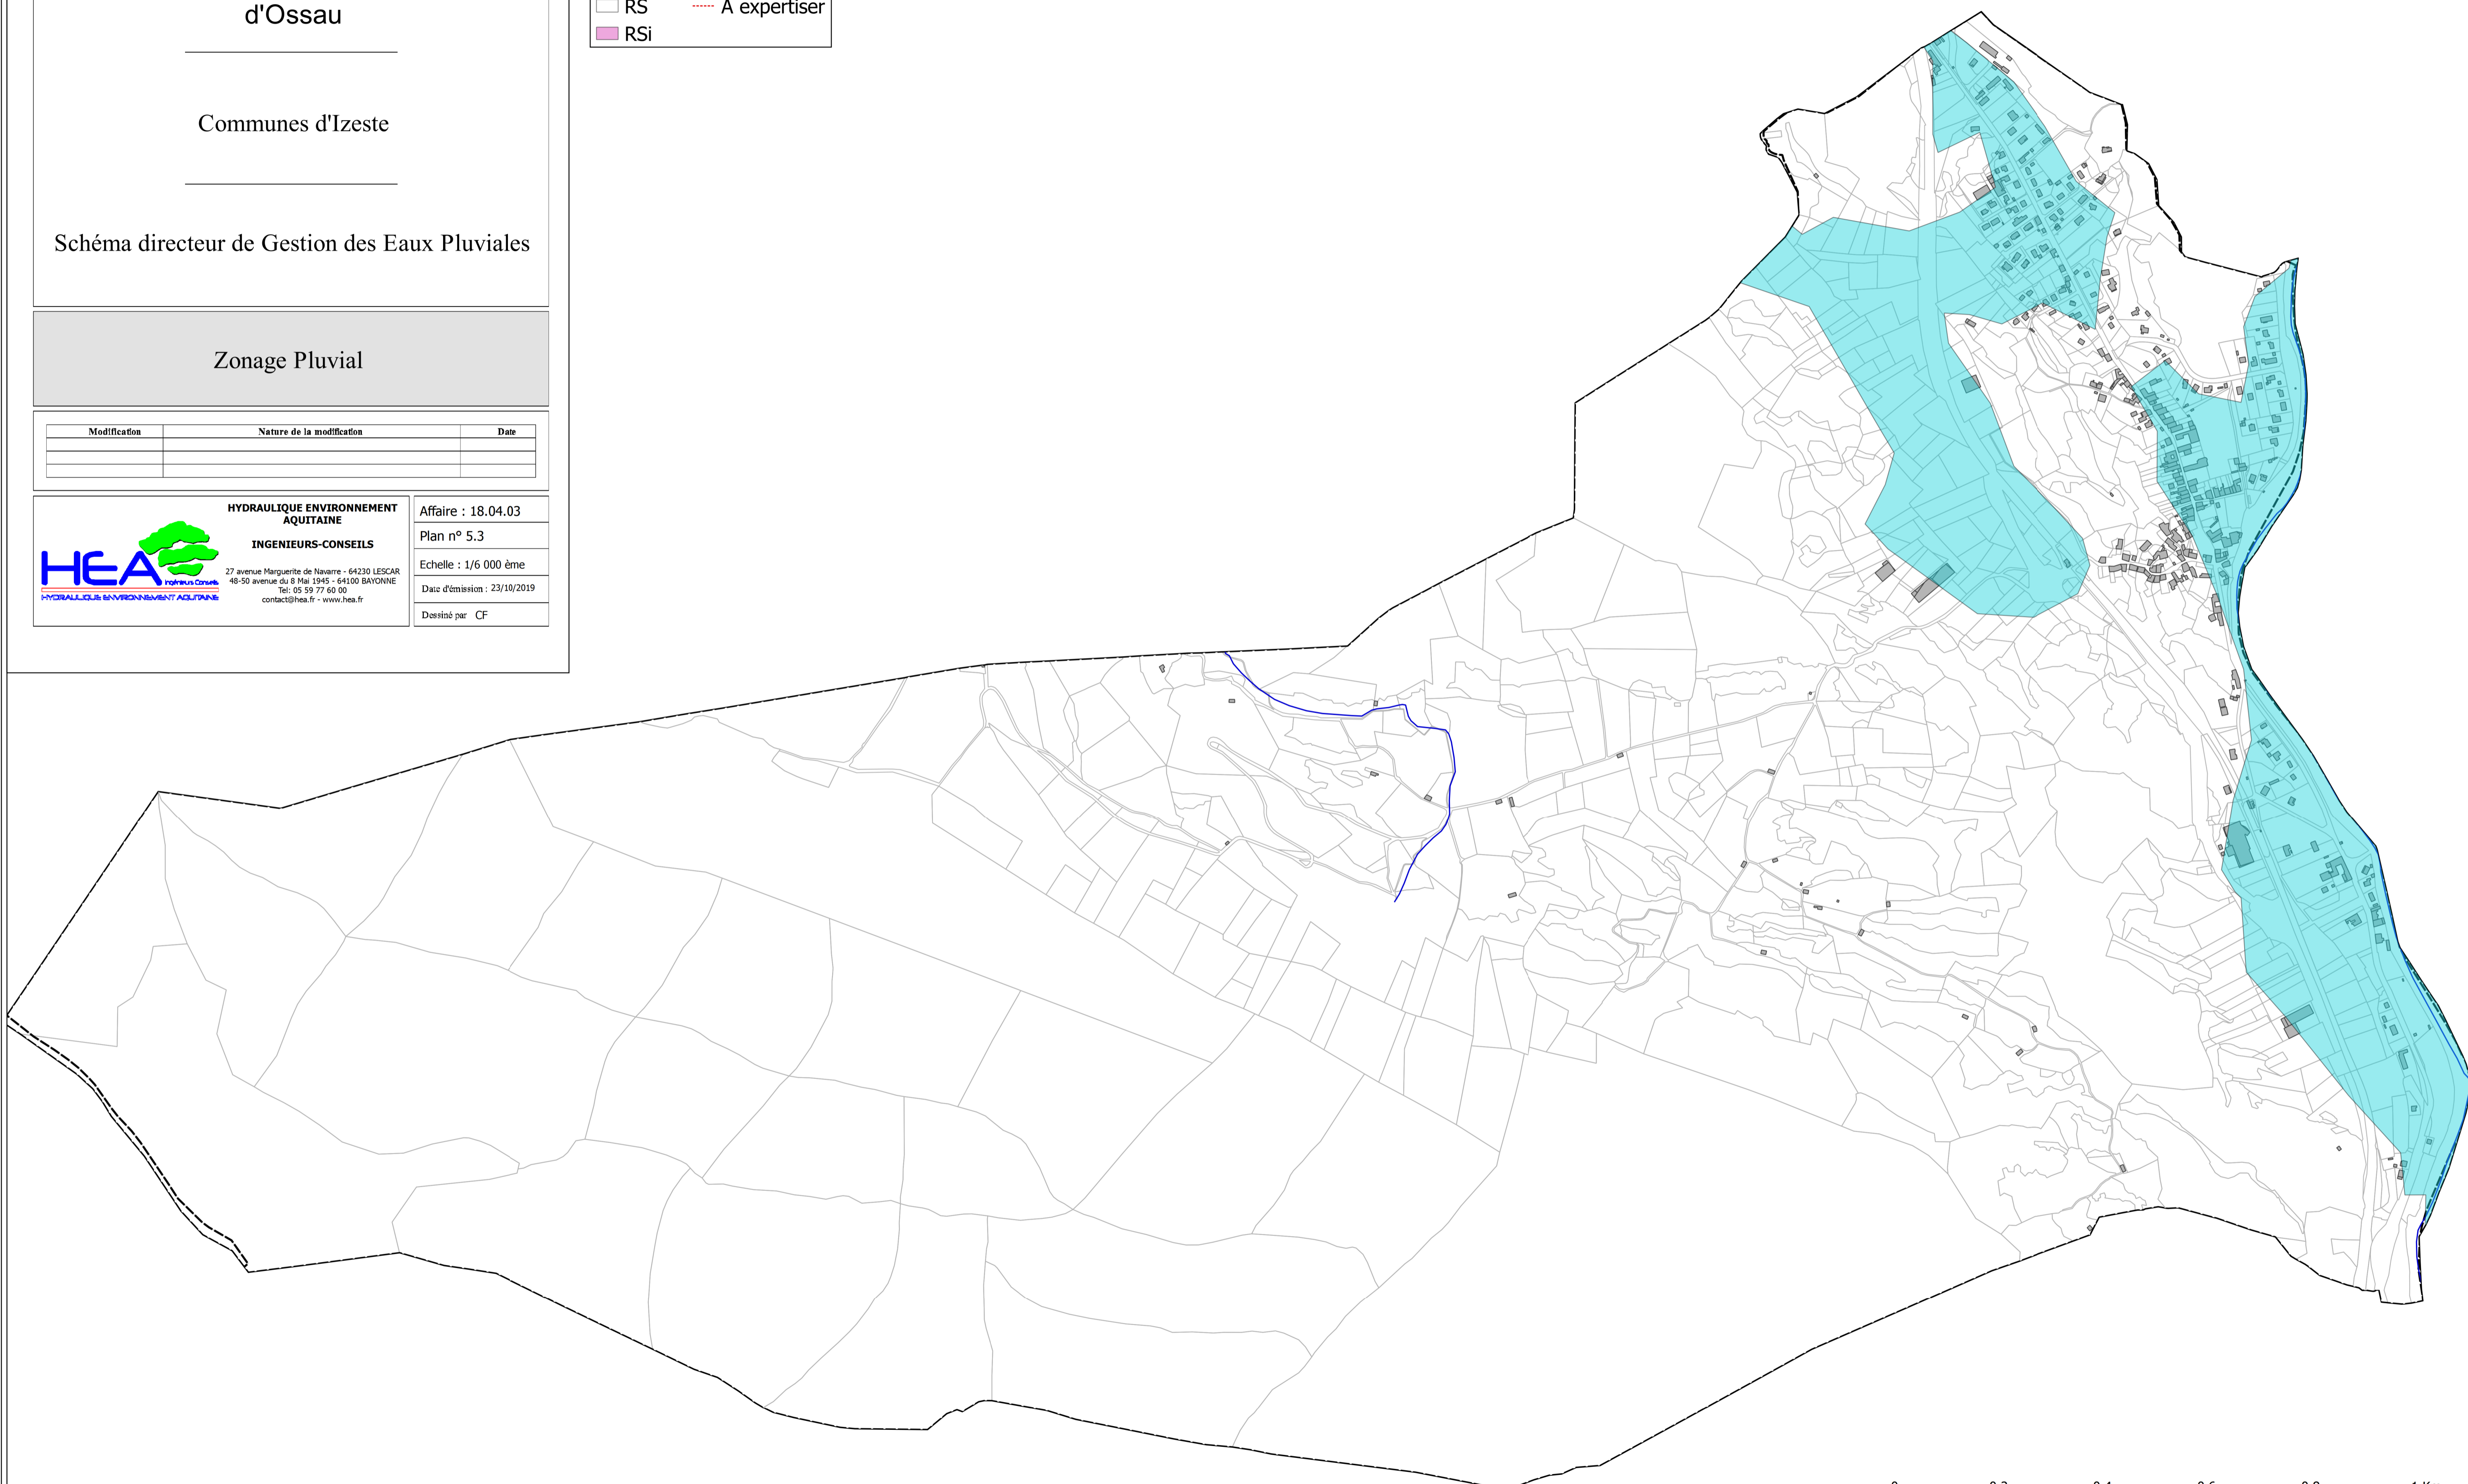 d'Ossau
Communes d'Izeste
Schéma directeur de Gestion des Eaux Pluviales
Zonage Pluvial
Modification Nature de la modification Date
HEA
Ingénieurs Conseils
HYDRAULIQUE ENVIRONNEMENT AQUITAINE
HYDRAULIQUE ENVIRONNEMENT
AQUITAINE
INGENIEURS-CONSEILS
27 avenue Marguerite de Navarre - 64230 LESCAR
48-50 avenue du 8 Mai 1945 - 64100 BAYONNE
Tel: 05 59 77 60 00
contact@hea.fr - www.hea.fr
Affaire : 18.04.03
Plan n° 5.3
Echelle : 1/6 000 ème
Date d'émission : 23/10/2019
Dessiné par CF
RS
A expertiser
RSi